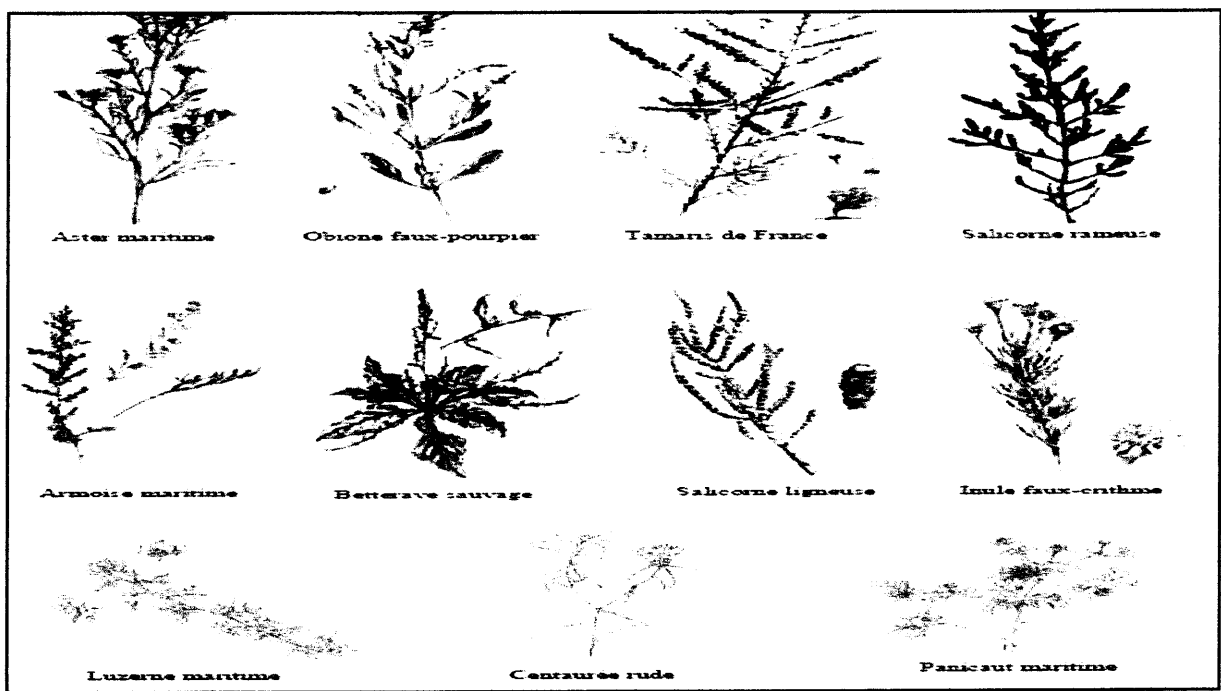 Aster maritime
Obione faux-pourpier
Tamaris de France
Salicorne rameuse
Armoise maritime
Betterave sauvage
Salicorne ligneuse
Inule faux-crithme
Luzerne maritime
Centaurée rude
Panicaut maritime